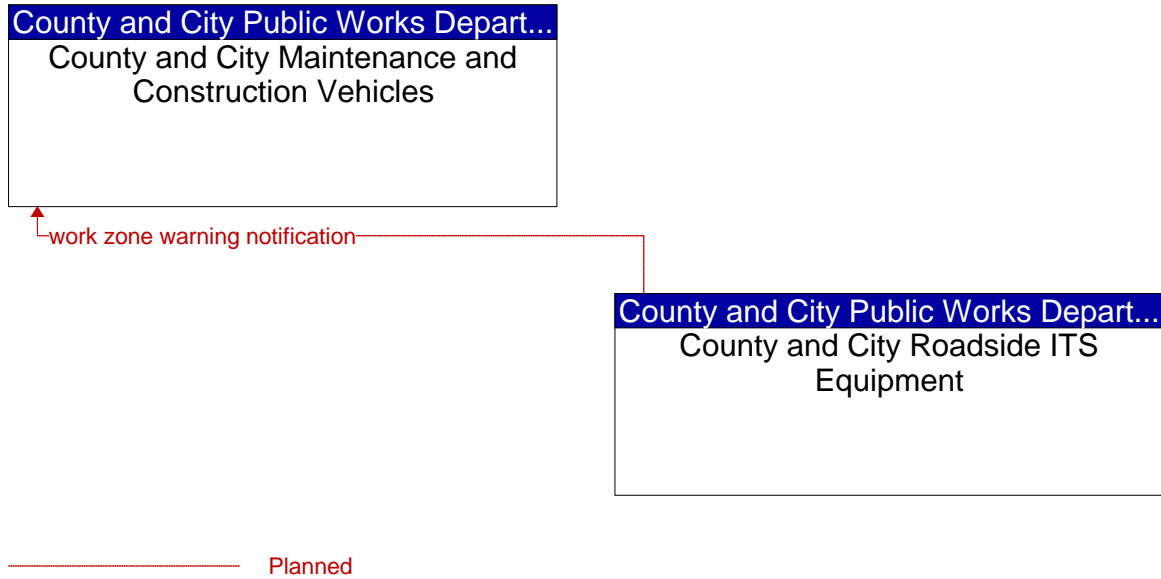 County and City Public Works Depart...
County and City Maintenance and
Construction Vehicles
work zone warning notification
County and City Public Works Depart...
County and City Roadside ITS
Equipment
Planned